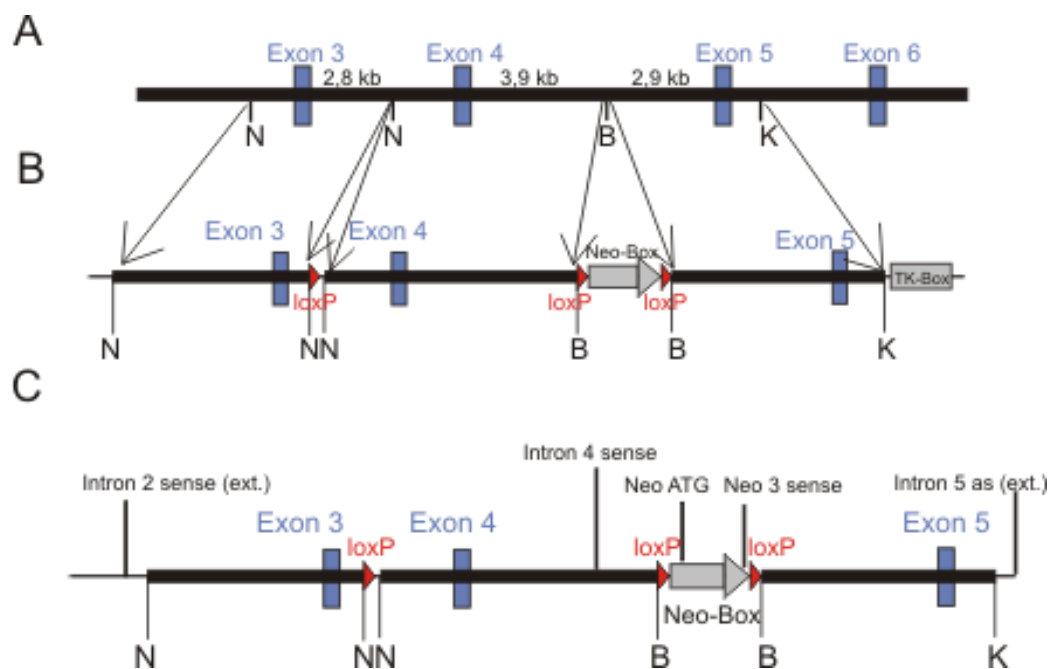 A
Exon 3 Exon 4 Exon 5 Exon 6
2,8 kb 3,9 kb 2,9 kb
N N B K
B
Exon 3 Exon 4 Neo-Box Exon 5
TK-Box
loxP loxP loxP
N NN B B K
C
Intron 4 sense
Intron 2 sense (ext.) Neo ATG Neo 3 sense Intron 5 as (ext.)
Exon 3 loxP Exon 4 loxP loxP Exon 5
Neo-Box
N NN B B K